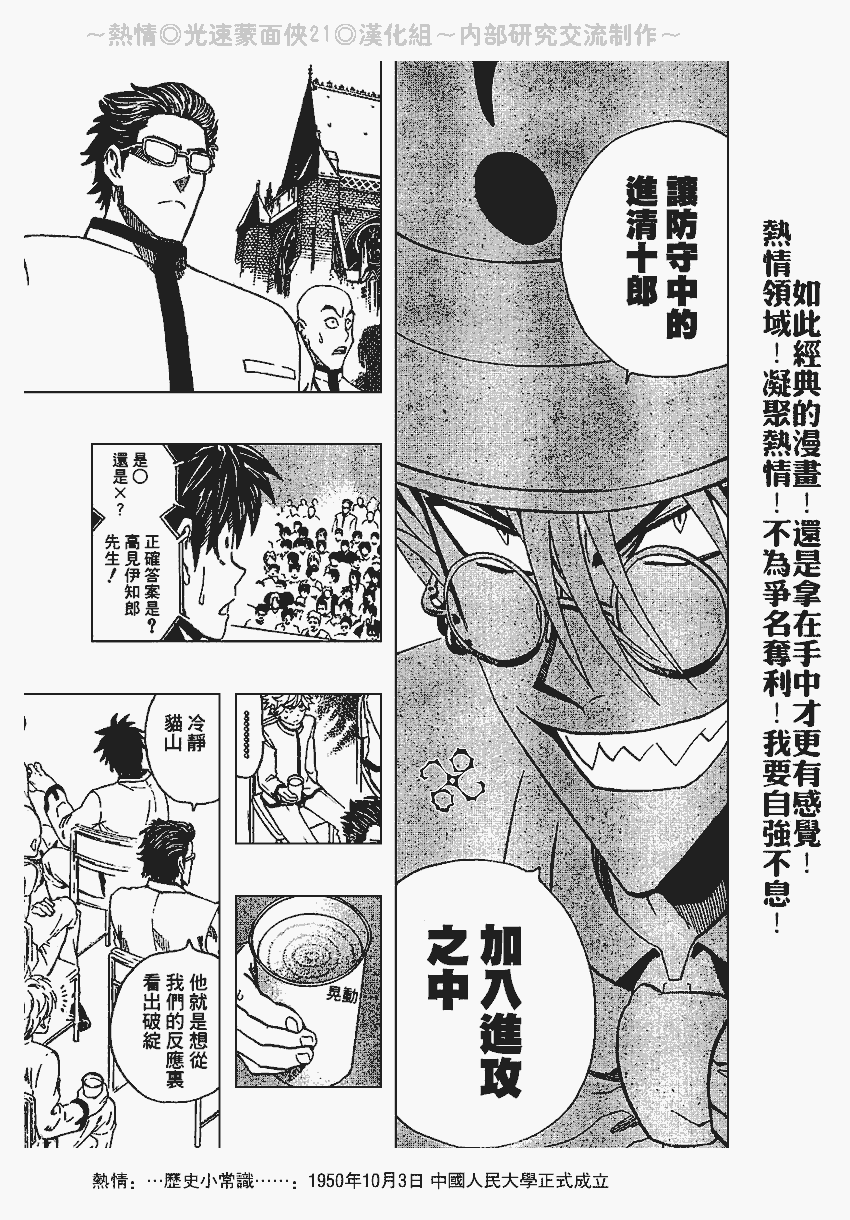 ～熱情◎光速蒙面俠21◎漢化組～内部研究交流制作～
如此經典的漫畫！還是拿在手中才更有感覺！
熱情領域！凝聚熱情！不為爭名奪利！我要自強不息！
讓防守中的
進清十郎
加入進攻
之中
是○
還是×？
正確答案是？
高見伊知郎
先生！
…………
晃動
冷靜
貓山
他就是想從
我們的反應裏
看出破綻
熱情：…歷史小常識……：1950年10月3日 中國人民大學正式成立